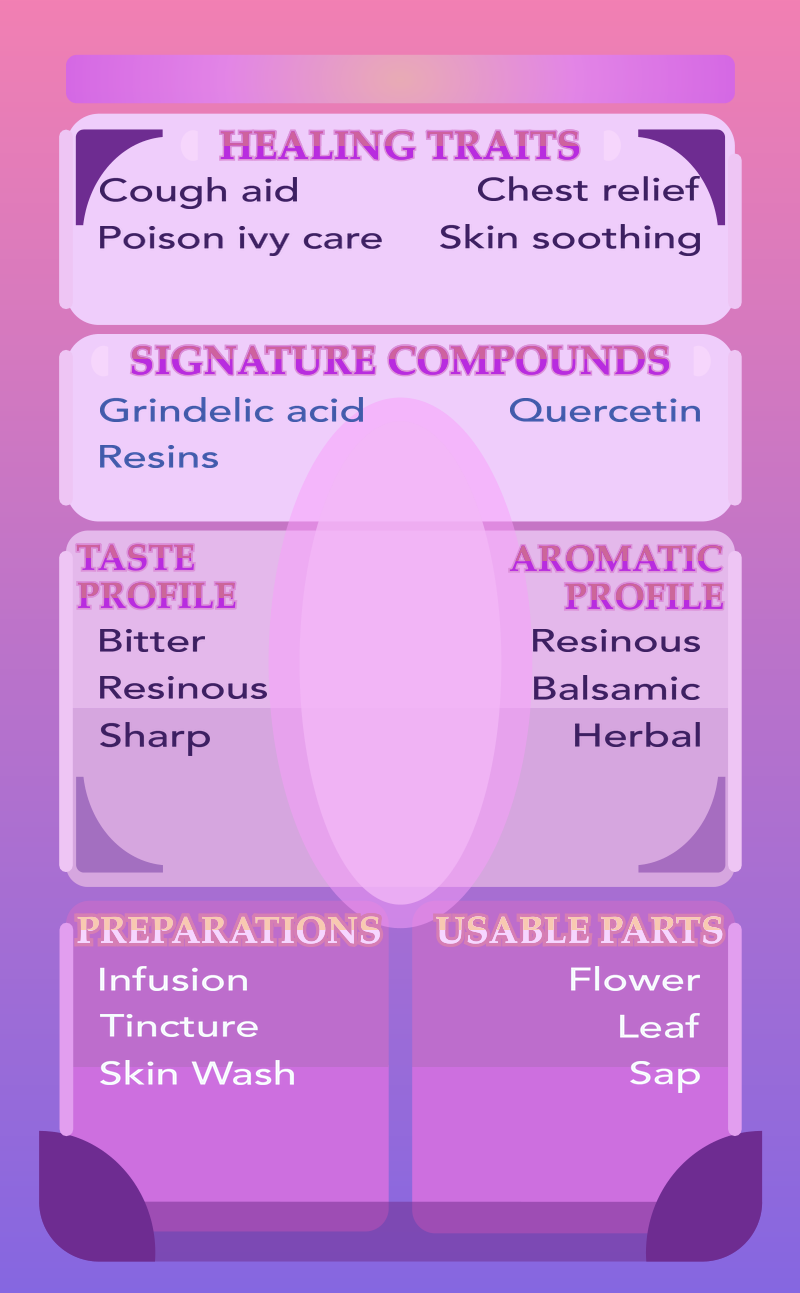 HEALING TRAITS
Cough aid
Chest relief
Poison ivy care
Skin soothing
SIGNATURE COMPOUNDS
Grindelic acid
Quercetin
Resins
TASTE
PROFILE
Bitter
Resinous
Sharp
AROMATIC
PROFILE
Resinous
Balsamic
Herbal
PREPARATIONS
Infusion
Tincture
Skin Wash
USABLE PARTS
Flower
Leaf
Sap